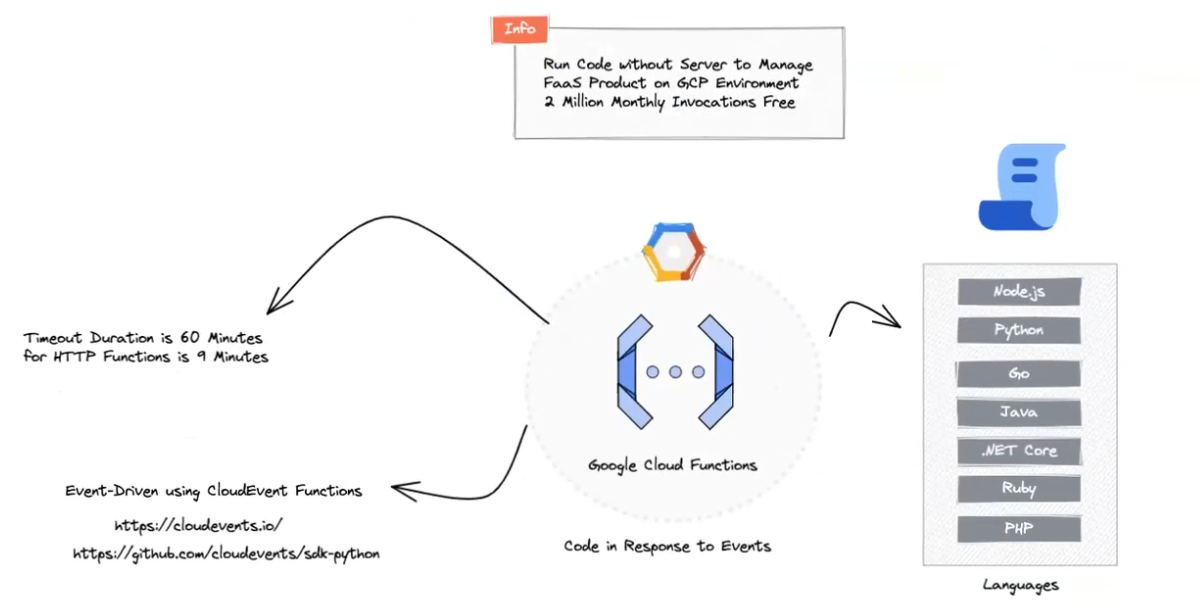 Info
Run Code without Server to Manage
FaaS Product on GCP Environment
2 Million Monthly Invocations Free
Timeout Duration is 60 Minutes
for HTTP Functions is 9 Minutes
Event-Driven using CloudEvent Functions
https://cloudevents.io/
https://github.com/cloudevents/sdk-python
Google Cloud Functions
Code in Response to Events
Node.js
Python
Go
Java
.NET Core
Ruby
PHP
Languages